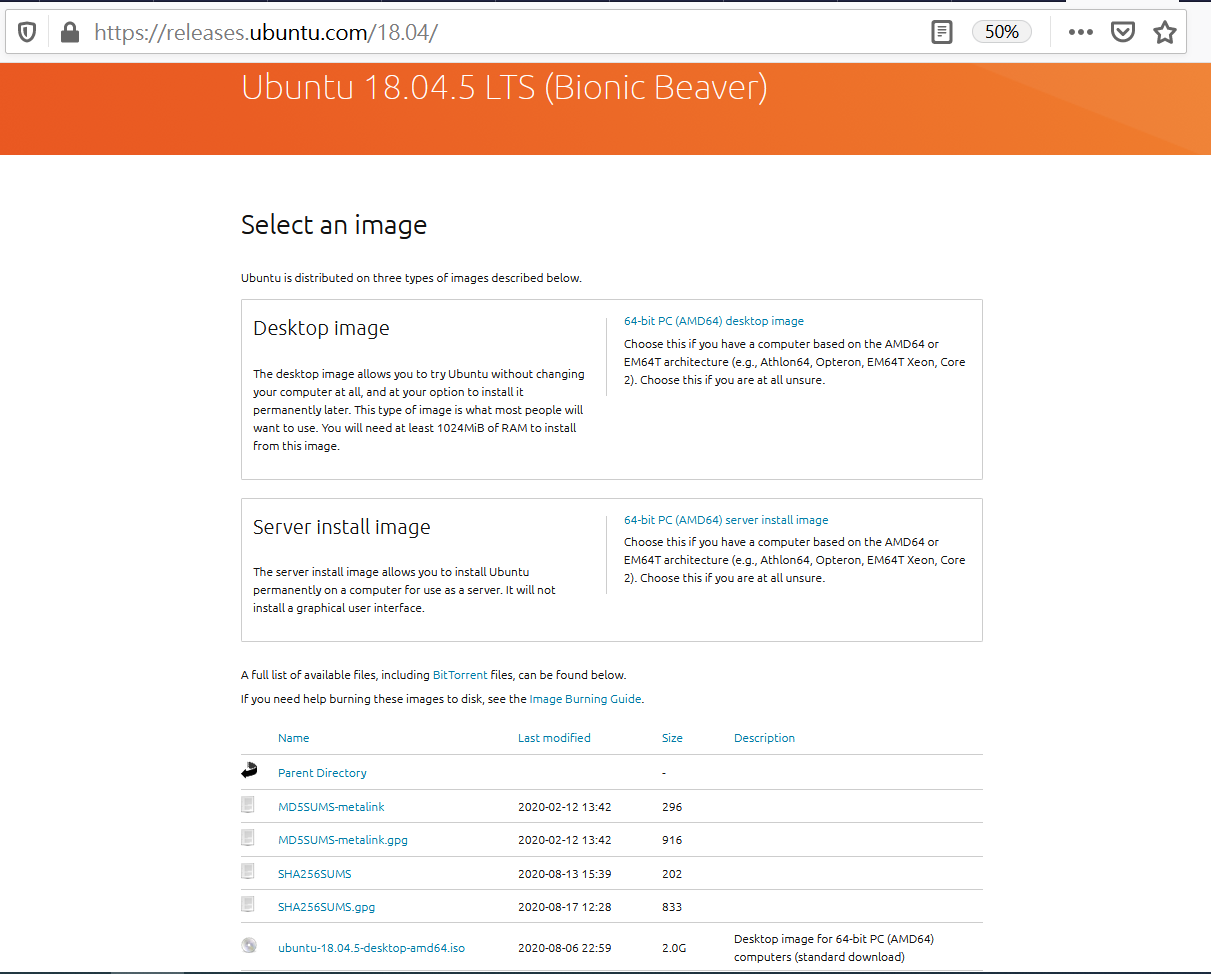 https://releases.ubuntu.com/18.04/
50%
Ubuntu 18.04.5 LTS (Bionic Beaver)
Select an image
Ubuntu is distributed on three types of images described below.
Desktop image
The desktop image allows you to try Ubuntu without changing
your computer at all, and at your option to install it
permanently later. This type of image is what most people will
want to use. You will need at least 1024MiB of RAM to install
from this image.
64-bit PC (AMD64) desktop image
Choose this if you have a computer based on the AMD64 or
EM64T architecture (e.g., Athlon64, Opteron, EM64T Xeon, Core
2). Choose this if you are at all unsure.
Server install image
The server install image allows you to install Ubuntu
permanently on a computer for use as a server. It will not
install a graphical user interface.
64-bit PC (AMD64) server install image
Choose this if you have a computer based on the AMD64 or
EM64T architecture (e.g., Athlon64, Opteron, EM64T Xeon, Core
2). Choose this if you are at all unsure.
A full list of available files, including BitTorrent files, can be found below.
If you need help burning these images to disk, see the Image Burning Guide.
Name Last modified Size Description
Parent Directory -
MD5SUMS-metalink 2020-02-12 13:42 296
MD5SUMS-metalink.gpg 2020-02-12 13:42 916
SHA256SUMS 2020-08-13 15:39 202
SHA256SUMS.gpg 2020-08-17 12:28 833
ubuntu-18.04.5-desktop-amd64.iso 2020-08-06 22:59 2.0G Desktop image for 64-bit PC (AMD64)
computers (standard download)